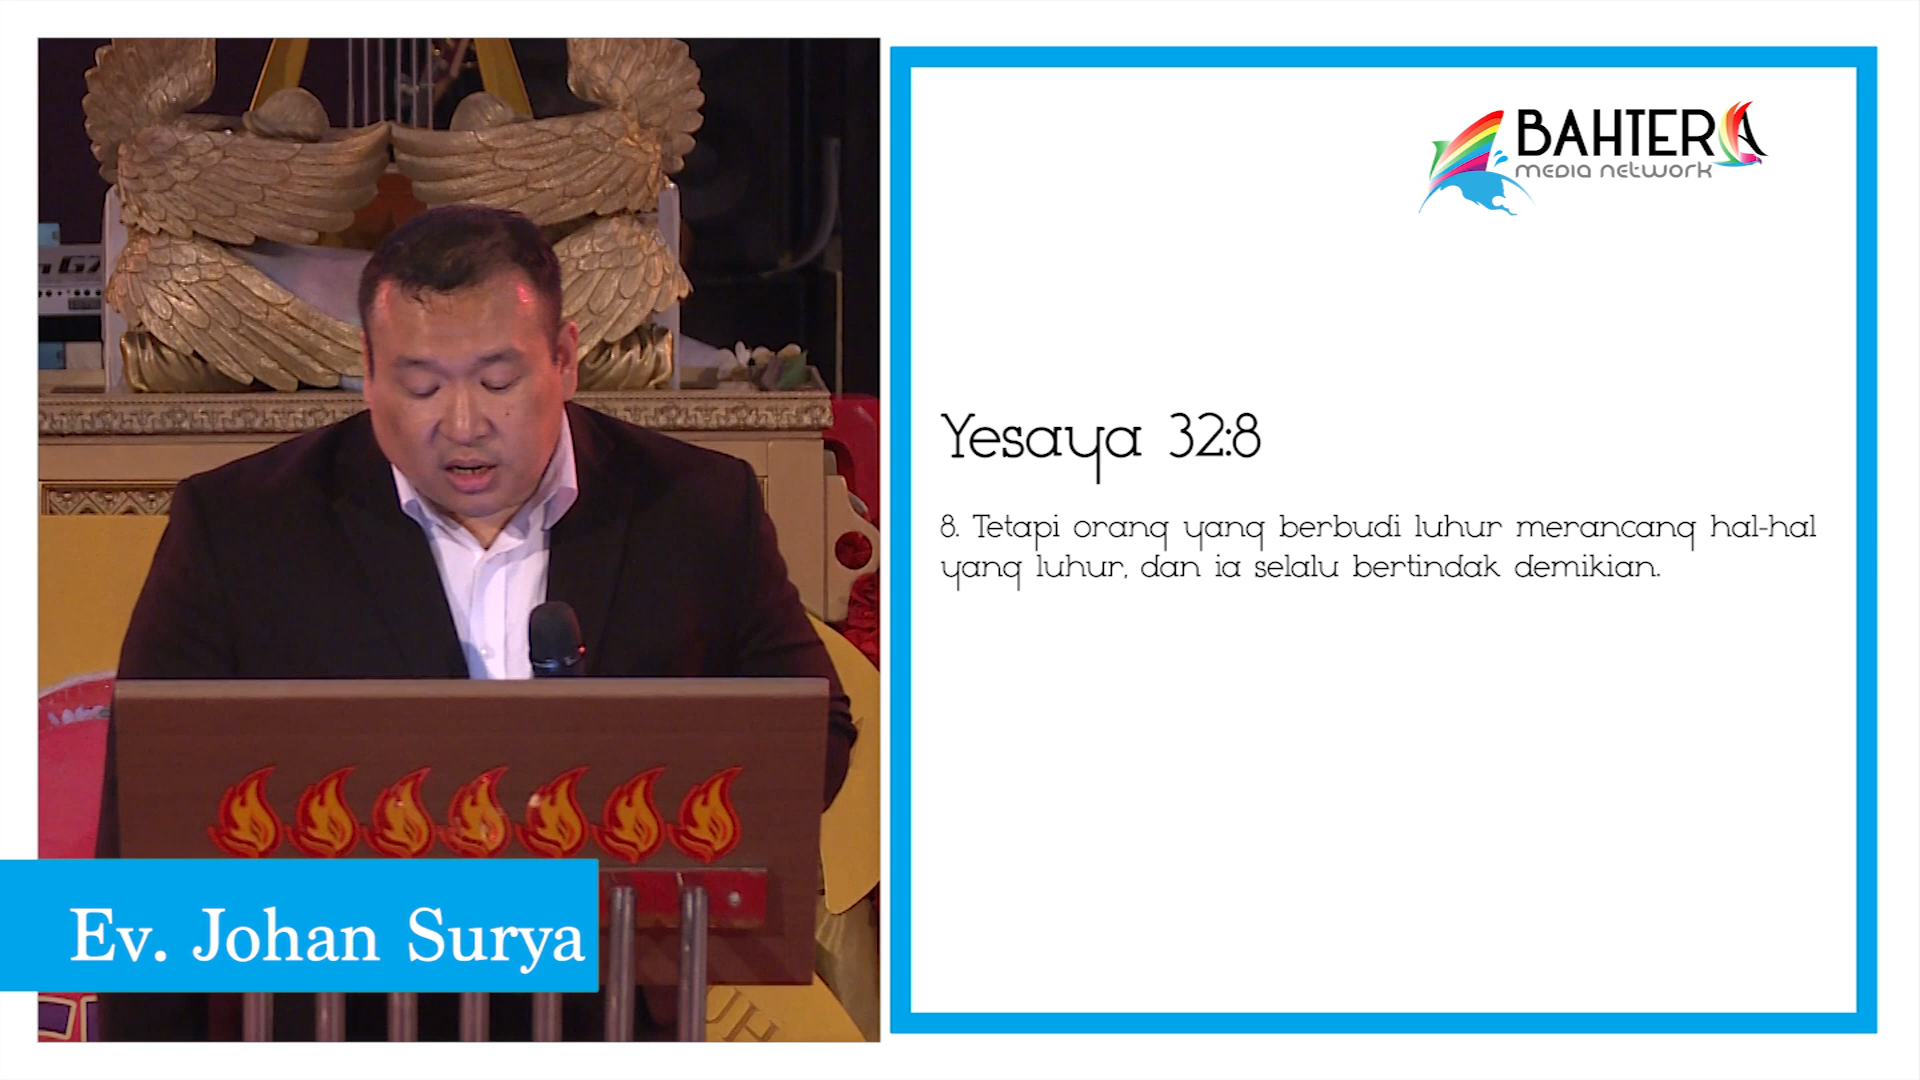 BAHTERA
MEDIA NETWORK
Yesaya 32:8
8. Tetapi orang yang berbudi luhur merancang hal-hal
yang luhur, dan ia selalu bertindak demikian.
Ev. Johan Surya